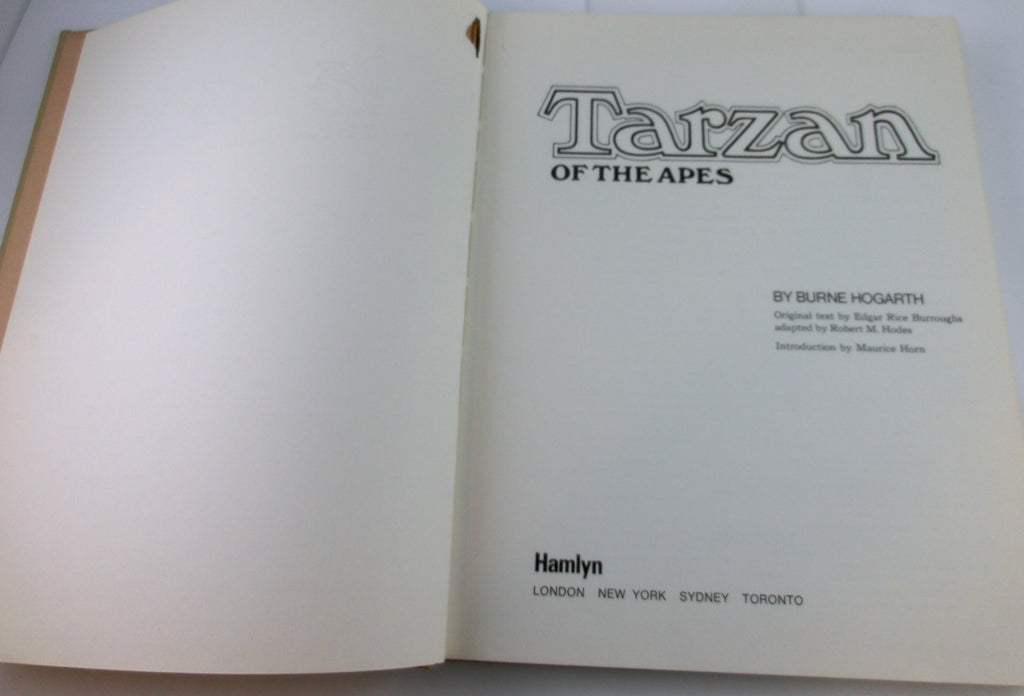 Tarzan
OF THE APES
BY BURNE HOGARTH
Original text by Edgar Rice Burroughs
adapted by Robert M. Hodes
Introduction by Maurice Horn
Hamlyn
LONDON NEW YORK SYDNEY TORONTO